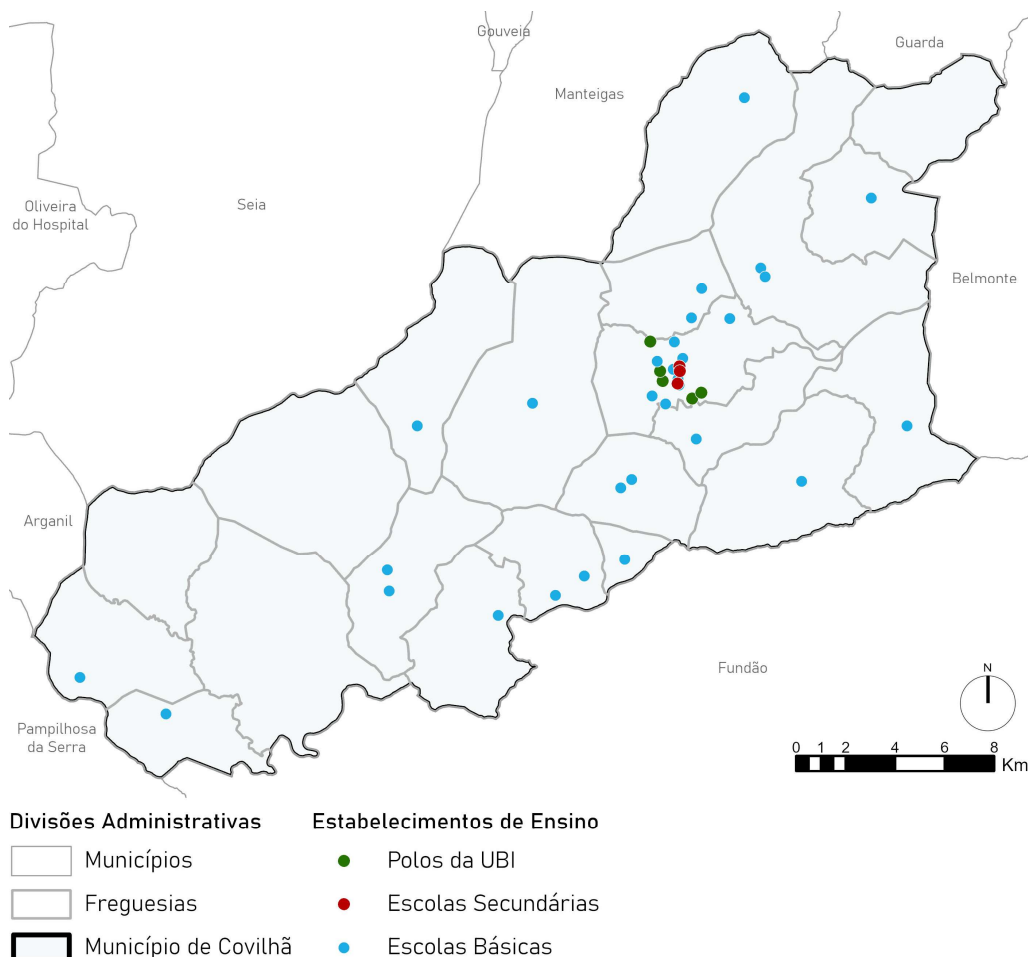 Gouveia
Guarda
Manteigas
Oliveira
do Hospital
Seia
Belmonte
Arganil
Fundão
Pampilhosa
da Serra
N
0 1 2 4 6 8
Km
Divisões Administrativas
Municípios
Freguesias
Município de Covilhã
Estabelecimentos de Ensino
Polos da UBI
Escolas Secundárias
Escolas Básicas